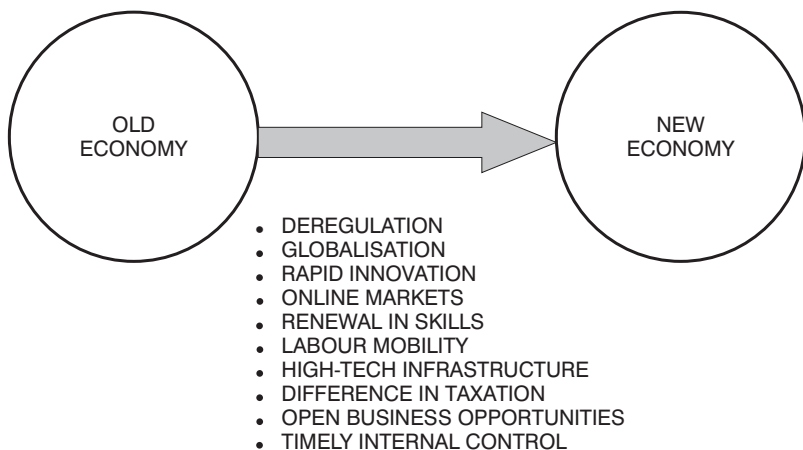 OLD
ECONOMY
NEW
ECONOMY
• DEREGULATION
• GLOBALISATION
• RAPID INNOVATION
• ONLINE MARKETS
• RENEWAL IN SKILLS
• LABOUR MOBILITY
• HIGH-TECH INFRASTRUCTURE
• DIFFERENCE IN TAXATION
• OPEN BUSINESS OPPORTUNITIES
• TIMELY INTERNAL CONTROL